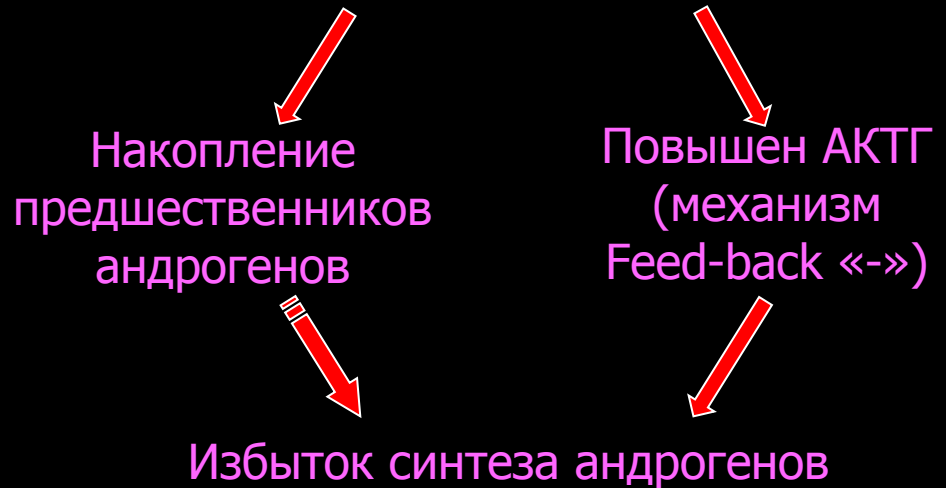 Накопление
предшественников
андрогенов
Повышен АКТГ
(механизм
Feed-back «-»)
Избыток синтеза андрогенов